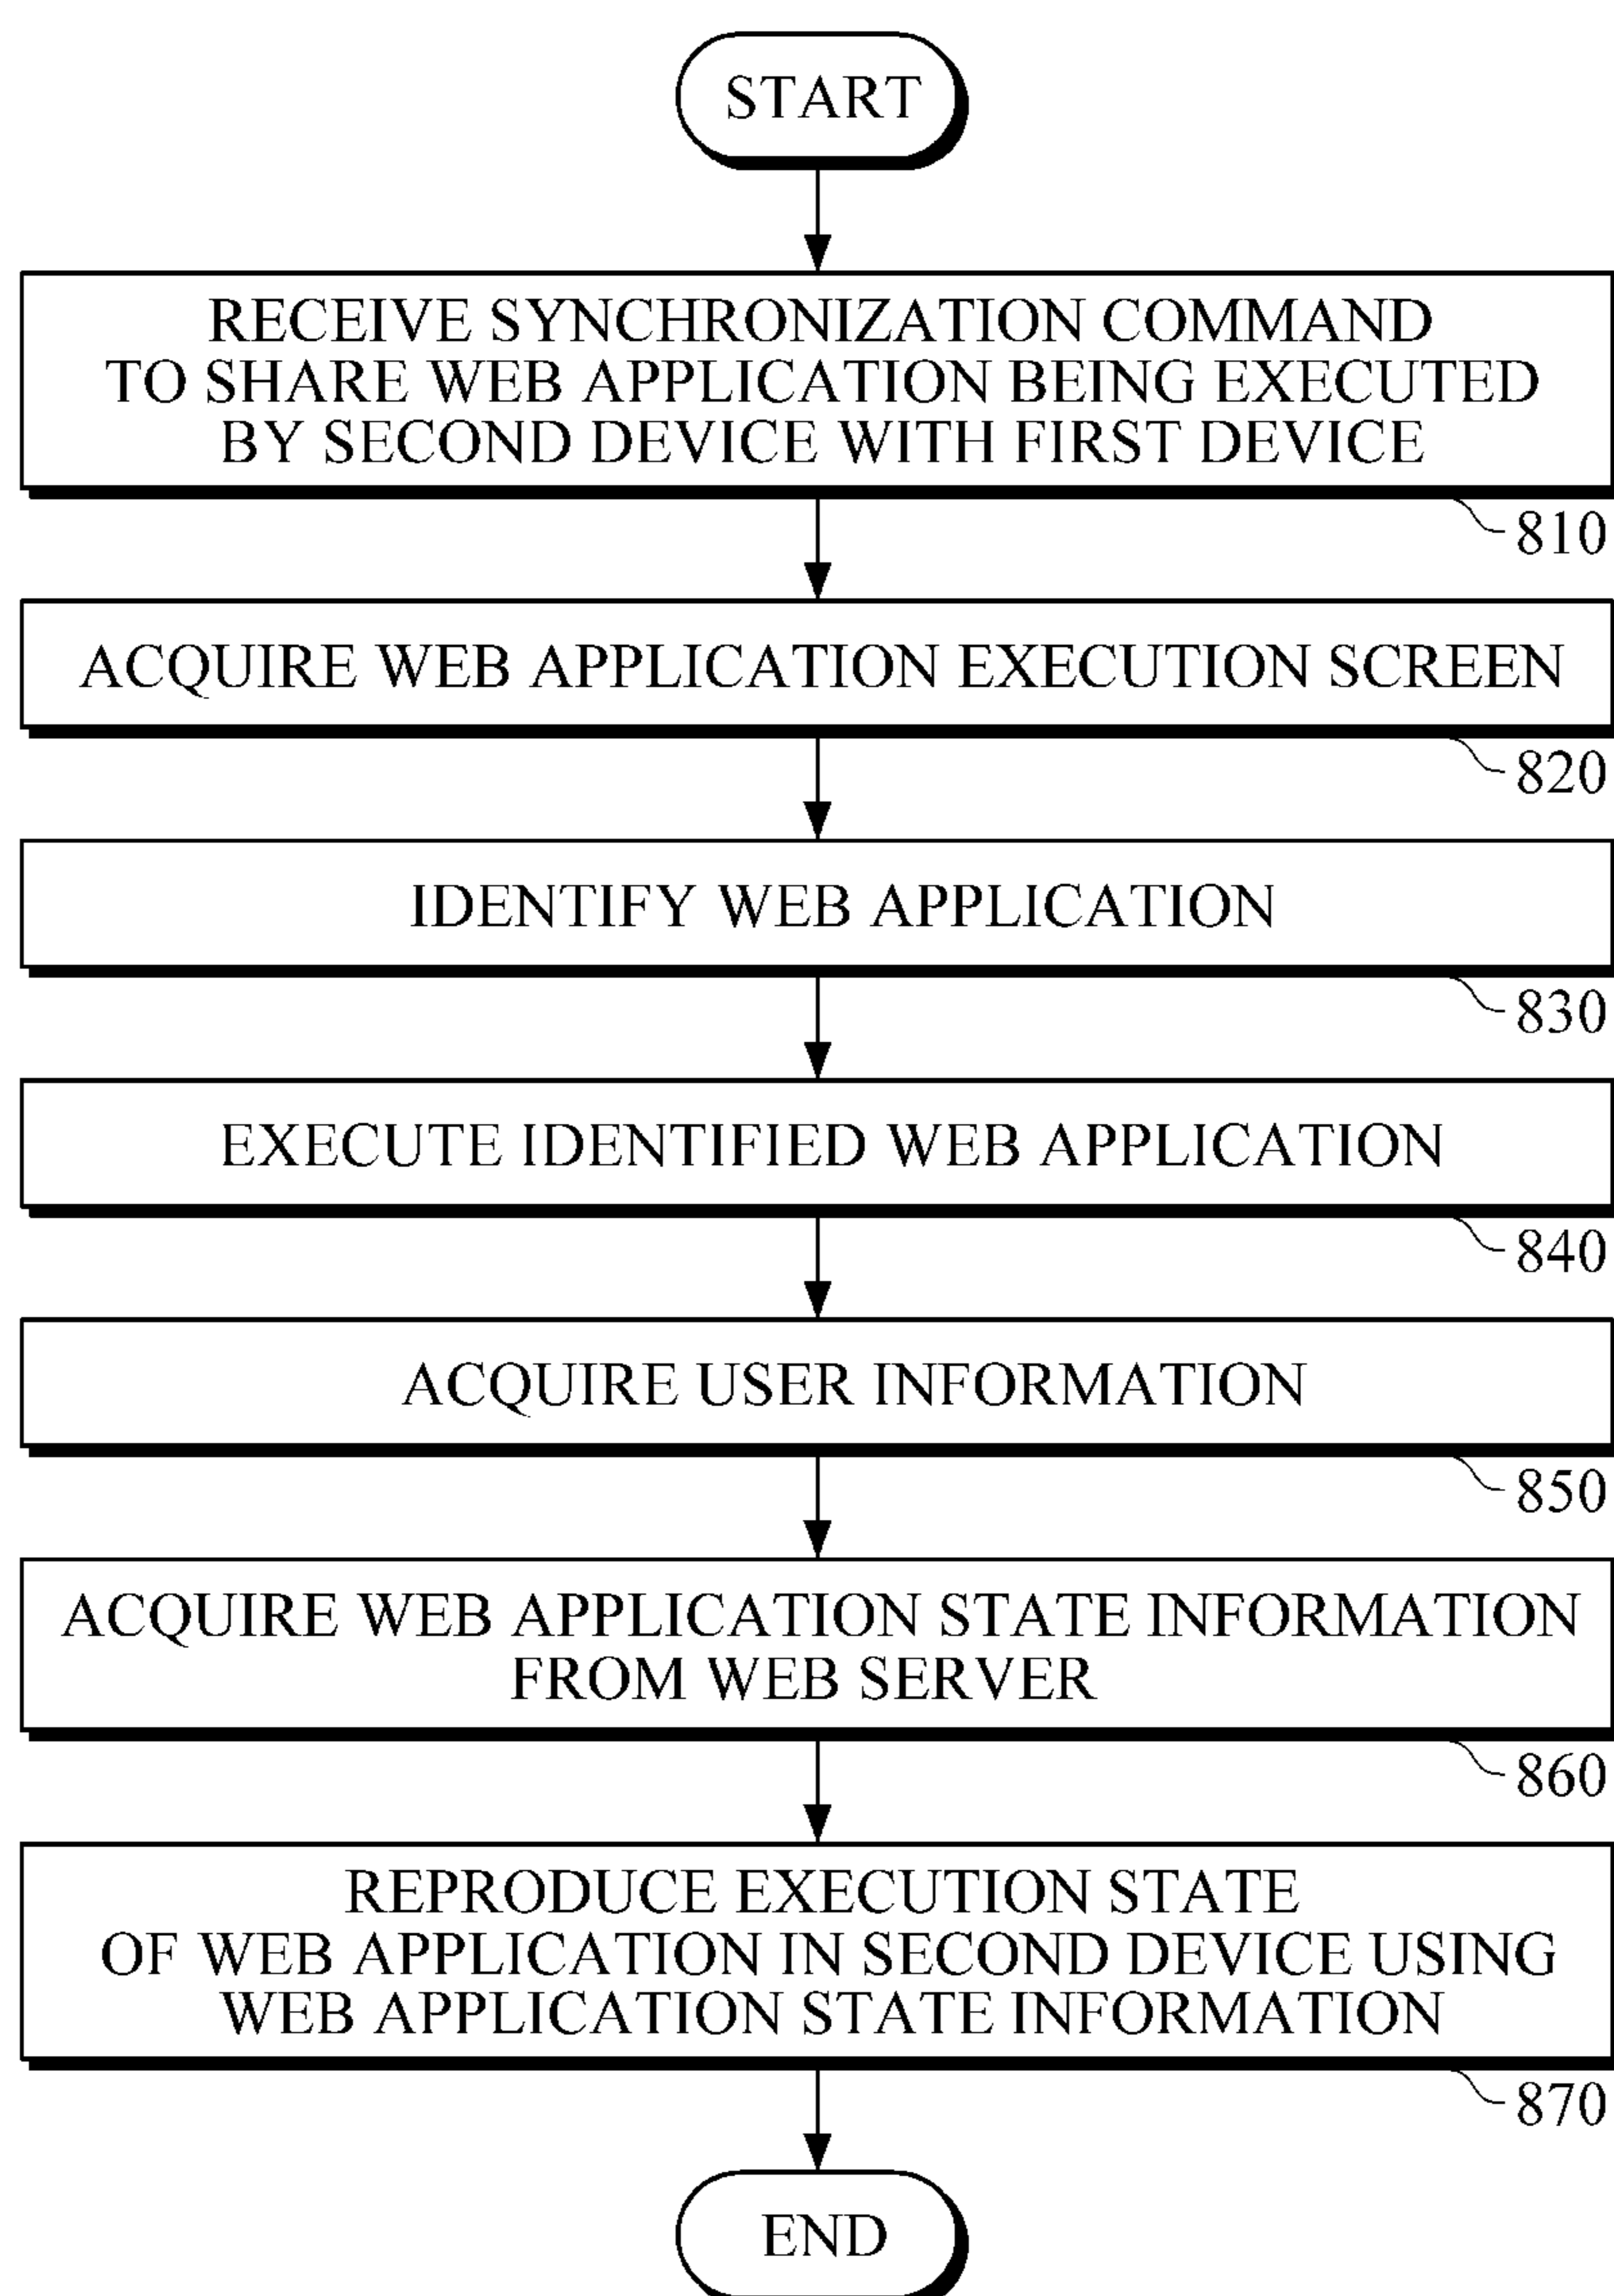 START
RECEIVE SYNCHRONIZATION COMMAND
TO SHARE WEB APPLICATION BEING EXECUTED
BY SECOND DEVICE WITH FIRST DEVICE
810
ACQUIRE WEB APPLICATION EXECUTION SCREEN
820
IDENTIFY WEB APPLICATION
830
EXECUTE IDENTIFIED WEB APPLICATION
840
ACQUIRE USER INFORMATION
850
ACQUIRE WEB APPLICATION STATE INFORMATION
FROM WEB SERVER
860
REPRODUCE EXECUTION STATE
OF WEB APPLICATION IN SECOND DEVICE USING
WEB APPLICATION STATE INFORMATION
870
END